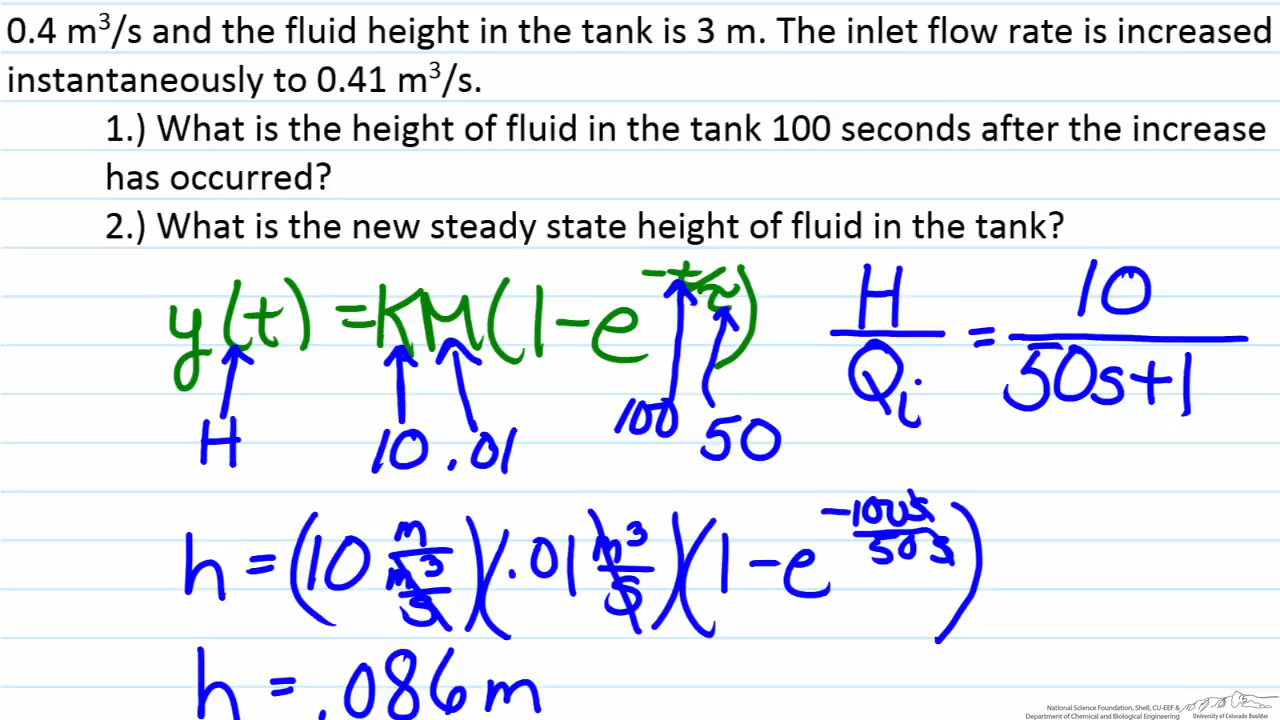 0.4 m³/s and the fluid height in the tank is 3 m. The inlet flow rate is increased
instantaneously to 0.41 m³/s.
1.) What is the height of fluid in the tank 100 seconds after the increase
has occurred?
2.) What is the new steady state height of fluid in the tank?
y(t) = KM(1-e^-t/τ)
H 10 .01 100 50
H/Qi = 10/(50s+1)
h = (10 m/(m³/s))(.01 m³/s)(1-e^-100s/50s)
h = .086 m
National Science Foundation, Shell, CU-EEF &
Department of Chemical and Biological Engineering
University of Colorado Boulder